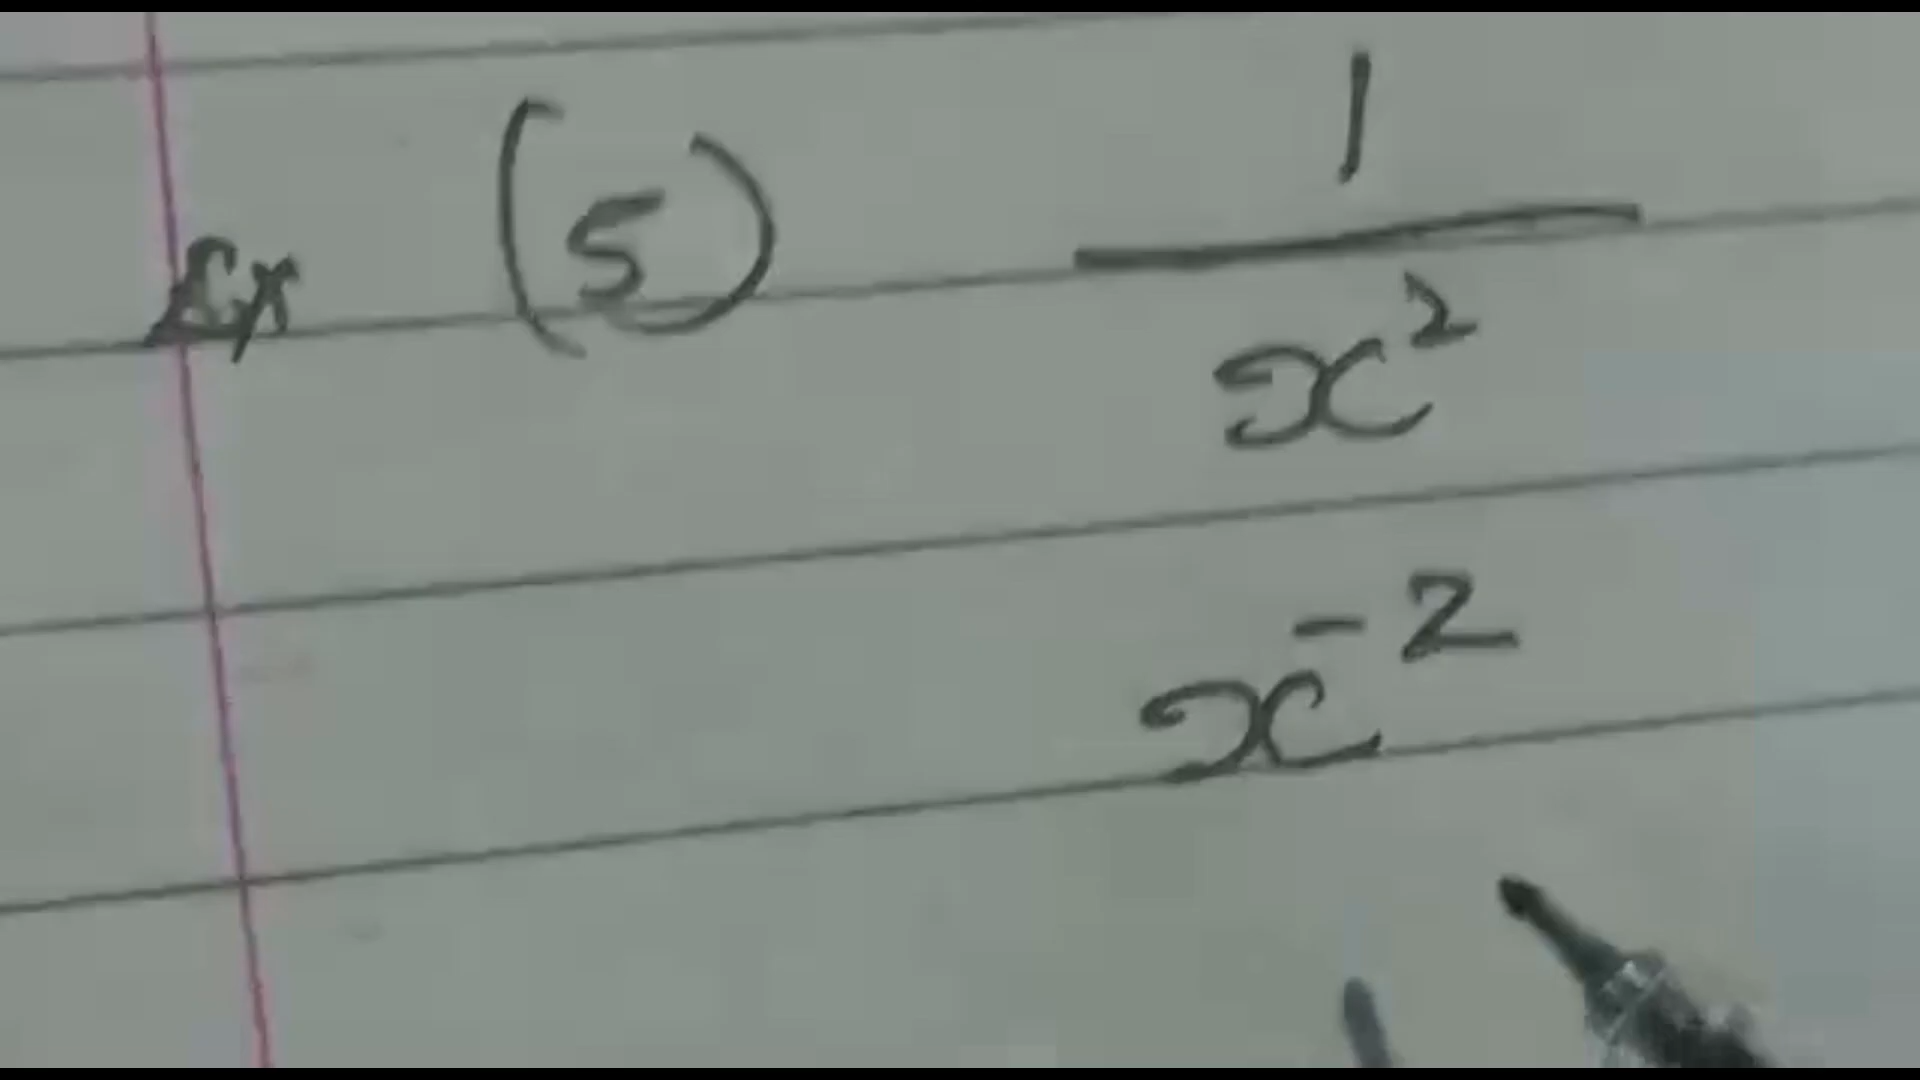 Ex (5) 1/x²
x⁻²